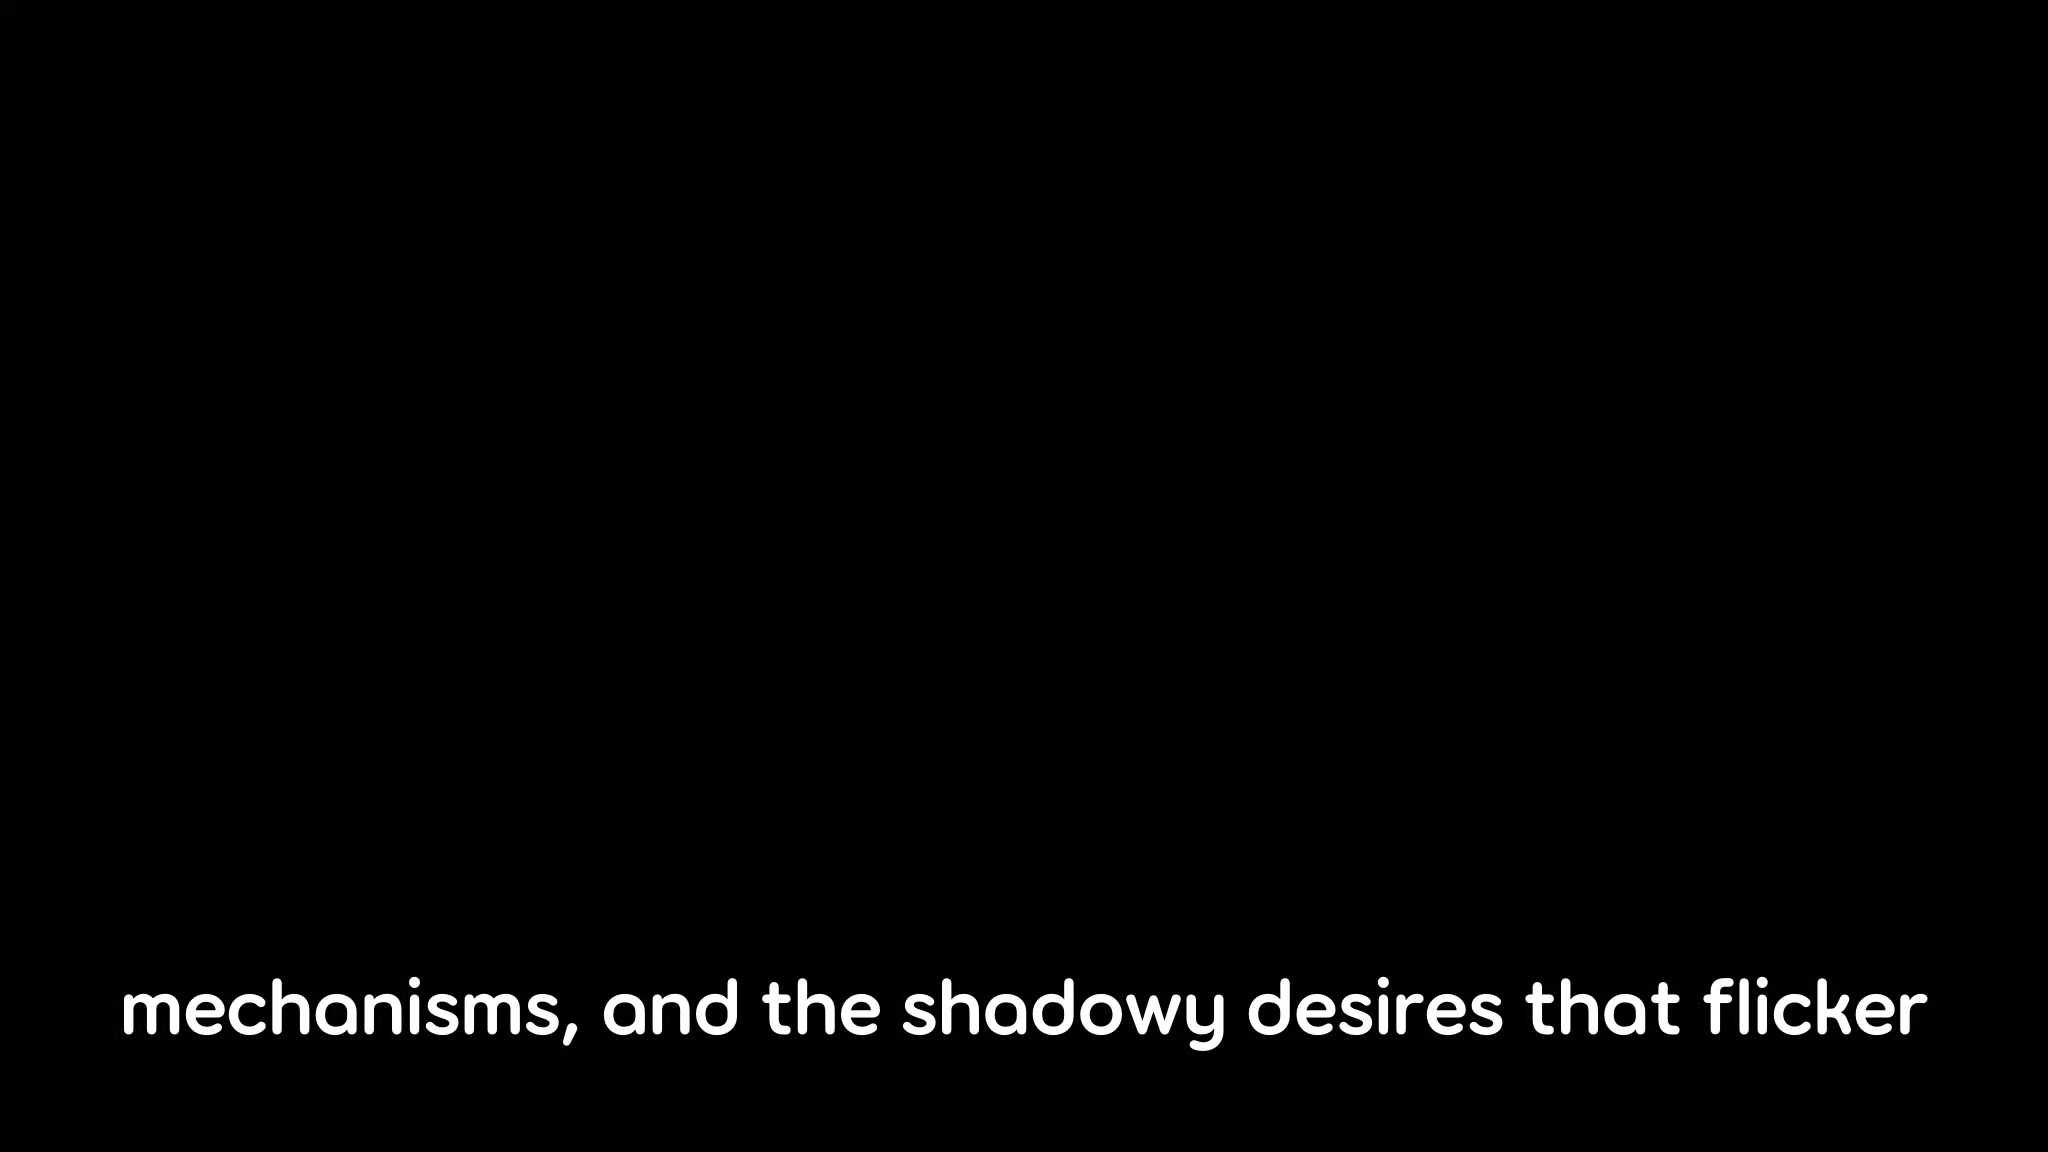 mechanisms, and the shadowy desires that flicker